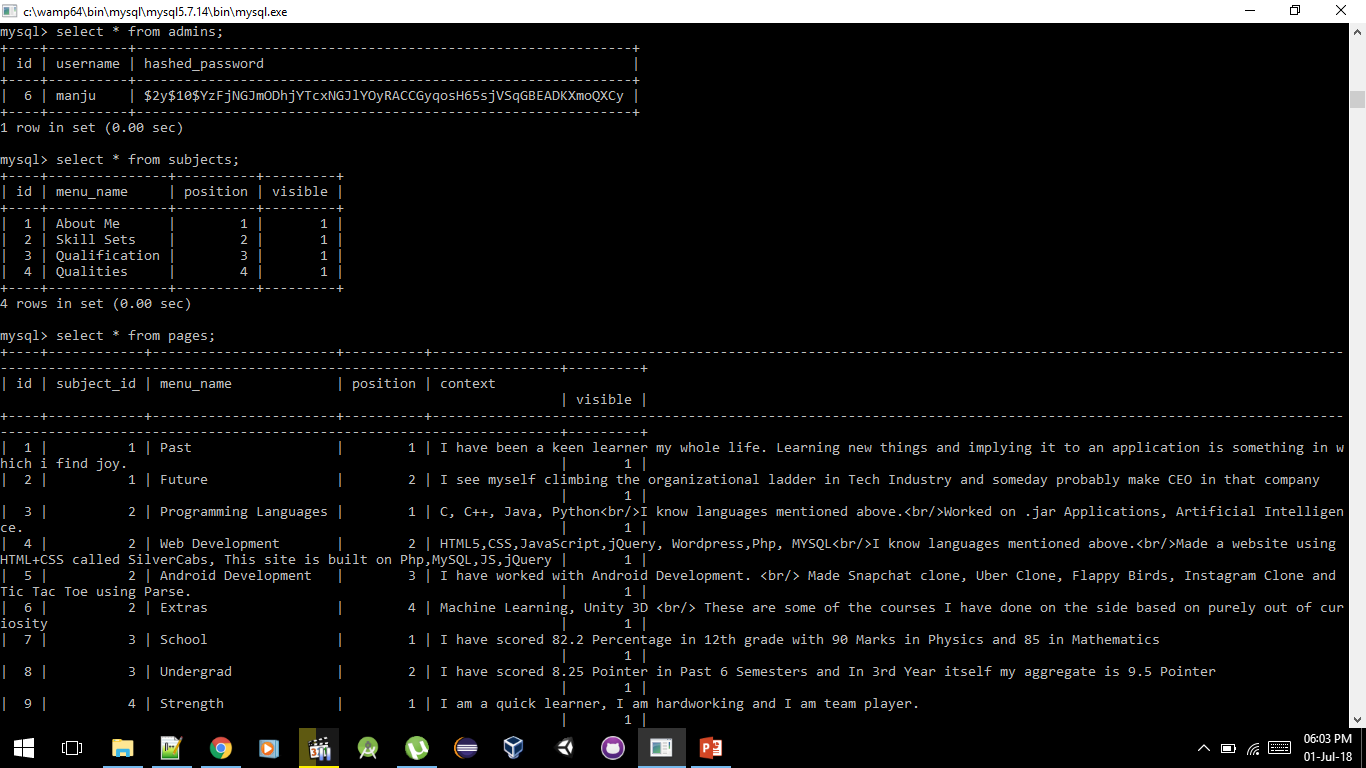 c:\wamp64\bin\mysql\mysql5.7.14\bin\mysql.exe
mysql> select * from admins;
+----+----------+--------------------------------------------------------------+
| id | username | hashed_password                                              |
+----+----------+--------------------------------------------------------------+
|  6 | manju    | $2y$10$YzFjNGJmODhjYTcxNGJlYOyRACCGyqosH65sjVSqGBEADKXmoQXCy |
+----+----------+--------------------------------------------------------------+
1 row in set (0.00 sec)
mysql> select * from subjects;
+----+---------------+----------+---------+
| id | menu_name     | position | visible |
+----+---------------+----------+---------+
|  1 | About Me      |        1 |       1 |
|  2 | Skill Sets    |        2 |       1 |
|  3 | Qualification |        3 |       1 |
|  4 | Qualities     |        4 |       1 |
+----+---------------+----------+---------+
4 rows in set (0.00 sec)
mysql> select * from pages;
| id | subject_id | menu_name             | position | context
| visible |
|  1 |          1 | Past                  |        1 | I have been a keen learner my whole life. Learning new things and implying it to an application is something in w
hich i find joy.                                                      |       1 |
|  2 |          1 | Future                |        2 | I see myself climbing the organizational ladder in Tech Industry and someday probably make CEO in that company
|       1 |
|  3 |          2 | Programming Languages |        1 | C, C++, Java, Python<br/>I know languages mentioned above.<br/>Worked on .jar Applications, Artificial Intelligen
ce.                                                                   |       1 |
|  4 |          2 | Web Development       |        2 | HTML5,CSS,JavaScript,jQuery, Wordpress,Php, MYSQL<br/>I know languages mentioned above.<br/>Made a website using
HTML+CSS called SilverCabs, This site is built on Php,MySQL,JS,jQuery |       1 |
|  5 |          2 | Android Development   |        3 | I have worked with Android Development. <br/> Made Snapchat clone, Uber Clone, Flappy Birds, Instagram Clone and
Tic Tac Toe using Parse.                                              |       1 |
|  6 |          2 | Extras                |        4 | Machine Learning, Unity 3D <br/> These are some of the courses I have done on the side based on purely out of cur
iosity                                                                |       1 |
|  7 |          3 | School                |        1 | I have scored 82.2 Percentage in 12th grade with 90 Marks in Physics and 85 in Mathematics
|       1 |
|  8 |          3 | Undergrad             |        2 | I have scored 8.25 Pointer in Past 6 Semesters and In 3rd Year itself my aggregate is 9.5 Pointer
|       1 |
|  9 |          4 | Strength              |        1 | I am a quick learner, I am hardworking and I am team player.
|       1 |
06:03 PM
01-Jul-18